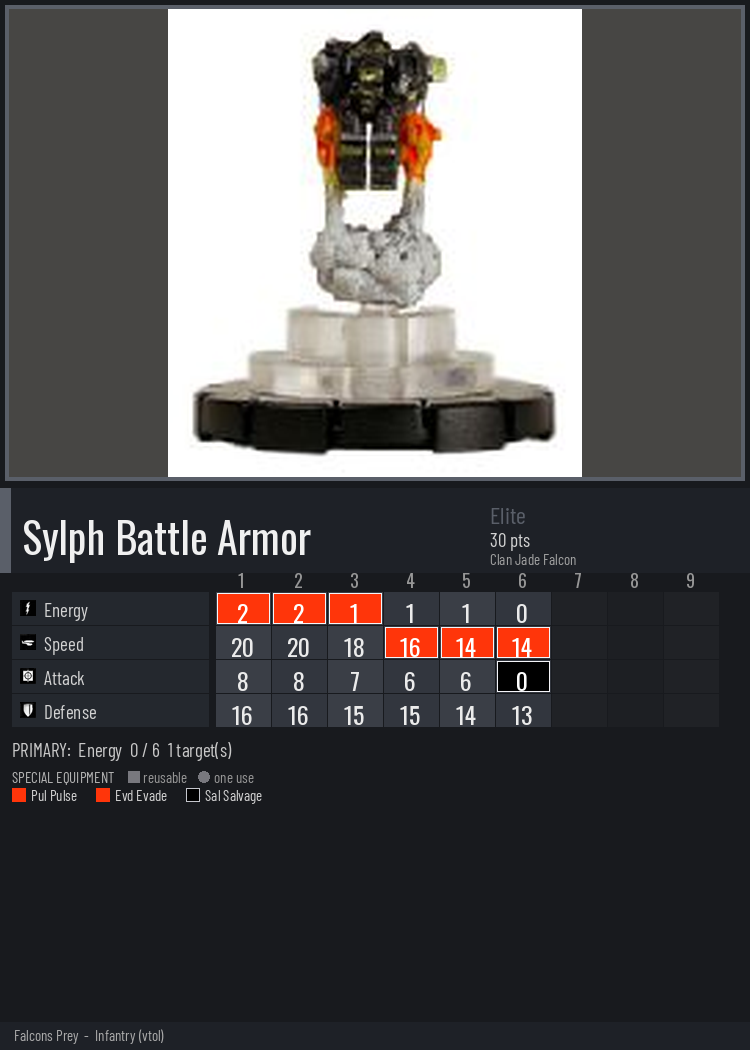 Sylph Battle Armor
Elite
30 pts
Clan Jade Falcon
1 2 3 4 5 6 7 8 9
Energy 2 2 1 1 1 0
Speed 20 20 18 16 14 14
Attack 8 8 7 6 6 0
Defense 16 16 15 15 14 13
PRIMARY: Energy 0 / 6 1 target(s)
SPECIAL EQUIPMENT reusable one use
Pul Pulse Evd Evade Sal Salvage
Falcons Prey - Infantry (vtol)